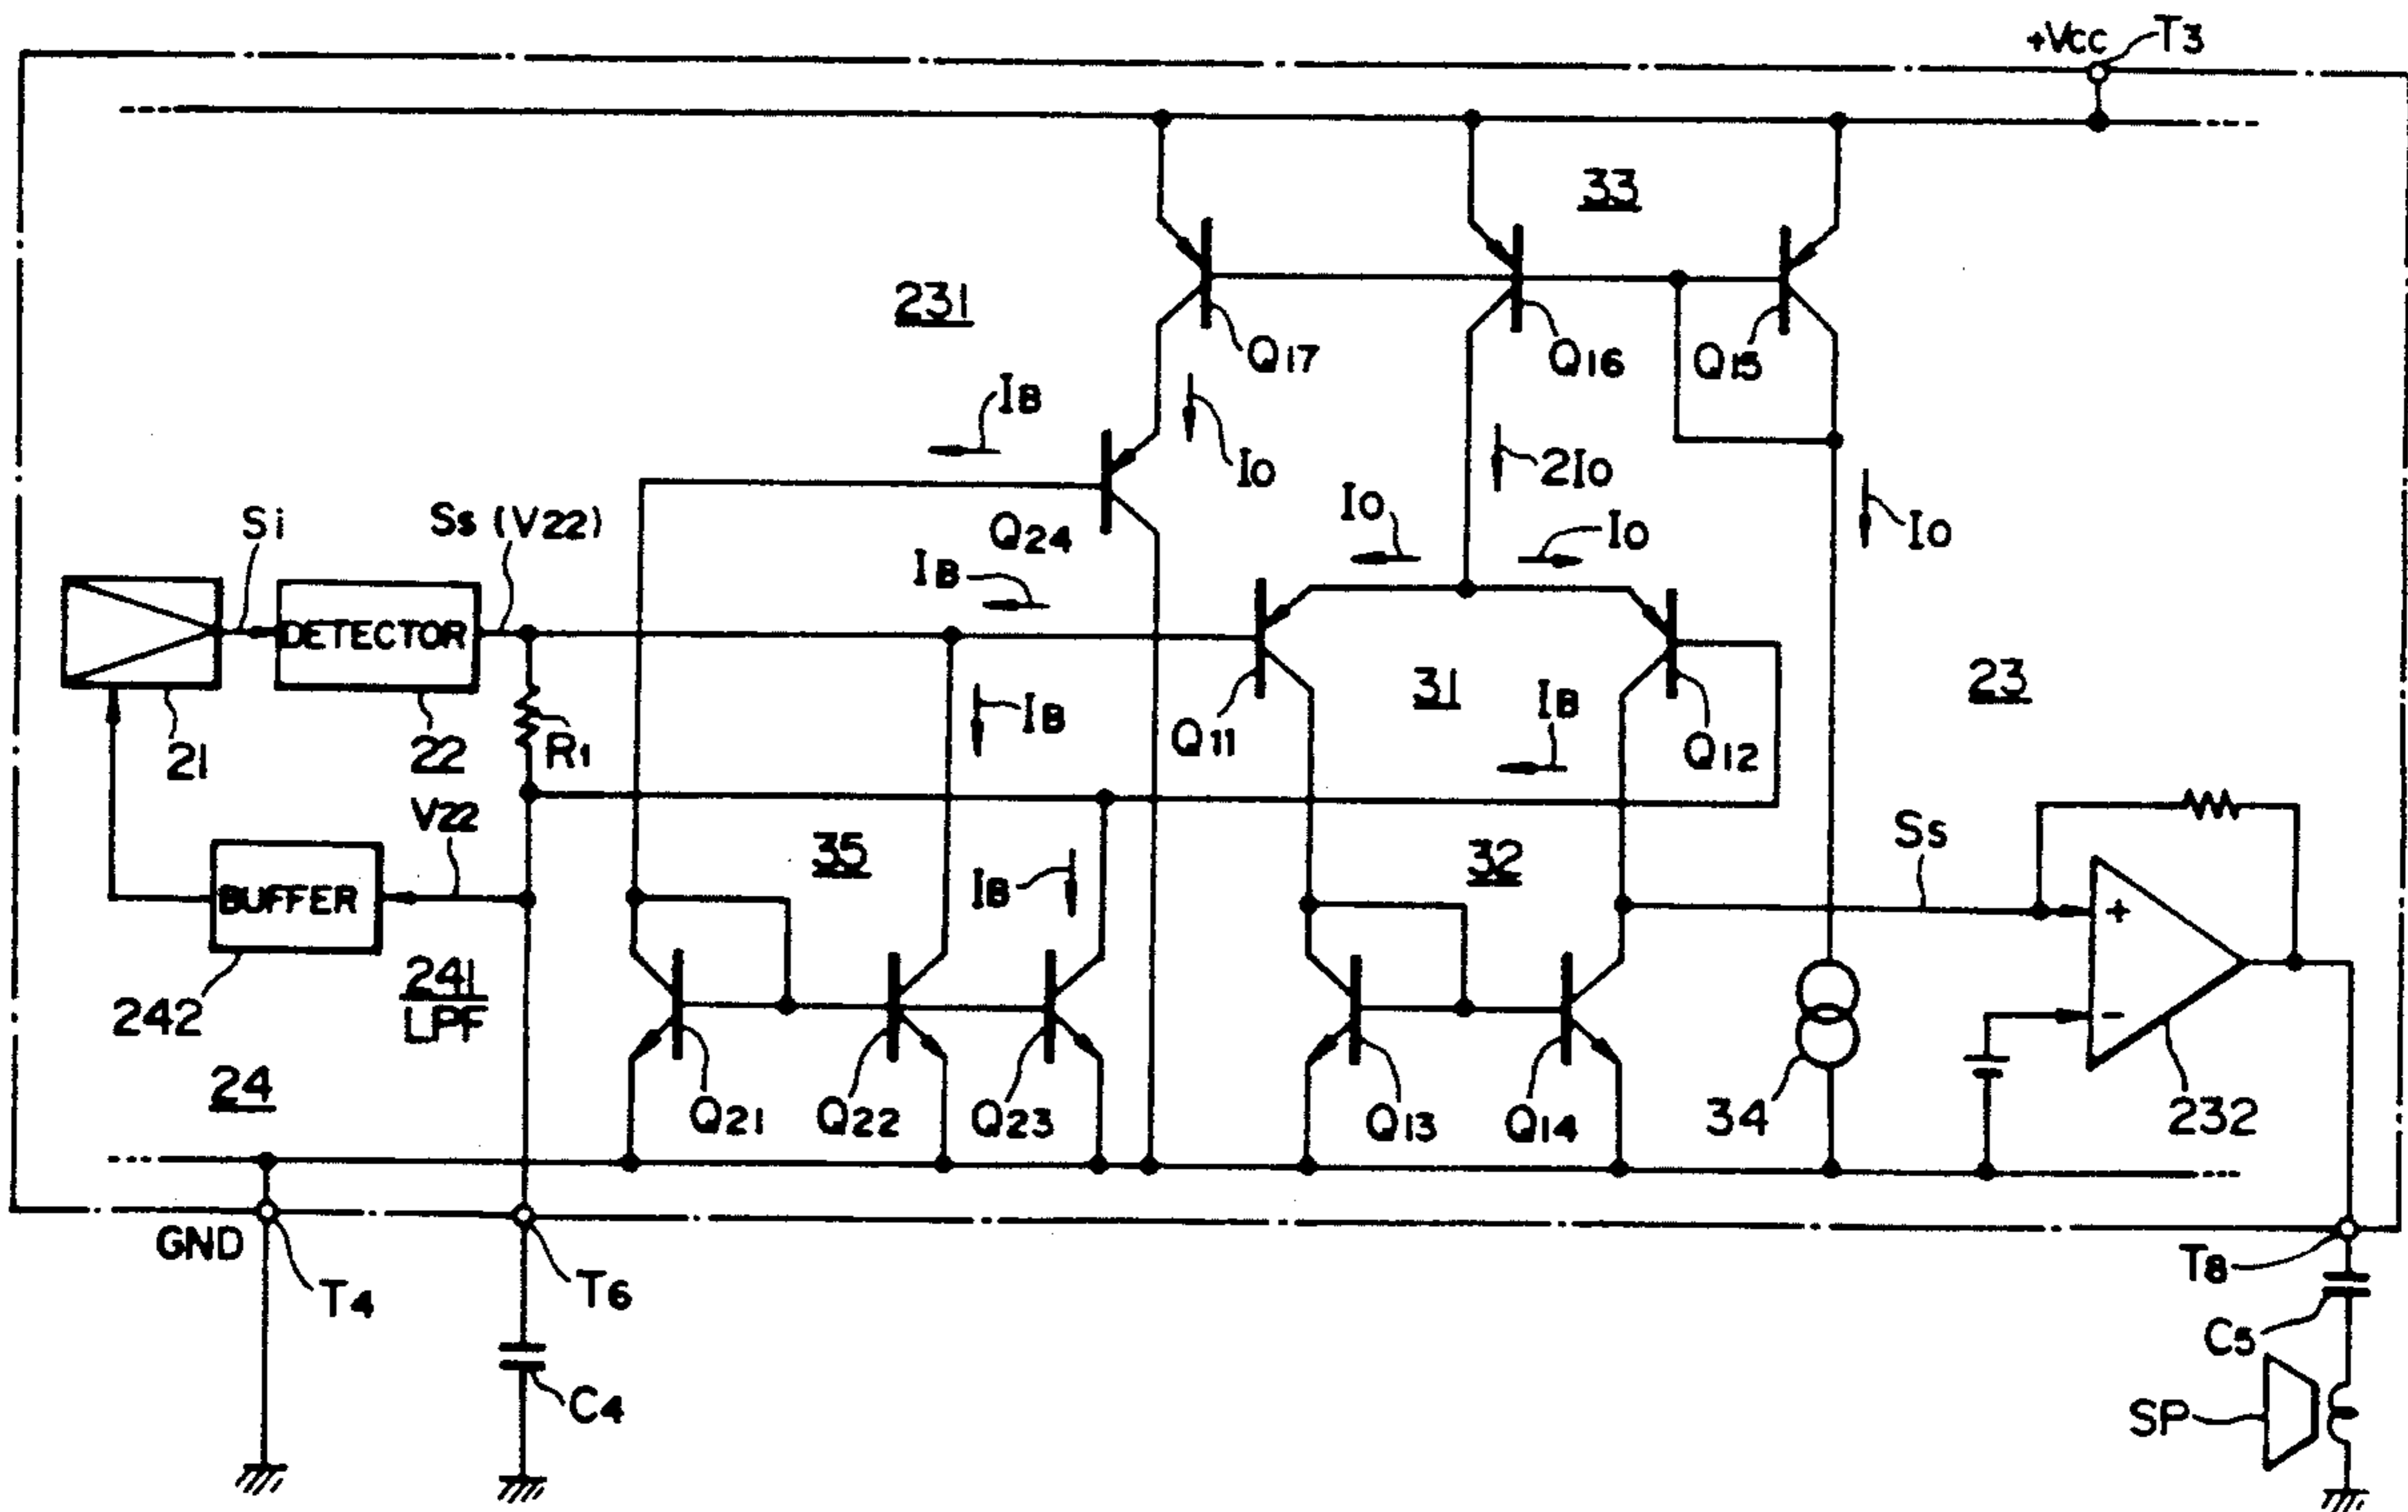 +Vcc
T3
33
231
Q17
Q16
Q15
IB
Io
2Io
Io
Io
Io
Si
Ss (V22)
Q24
IB
DETECTOR
31
23
21
22
R1
IB
Q11
IB
Q12
V22
35
32
Ss
BUFFER
IB
+
242
241
LPF
-
24
Q21
Q22
Q23
Q13
Q14
34
232
GND
T4
T6
T8
C5
C4
SP